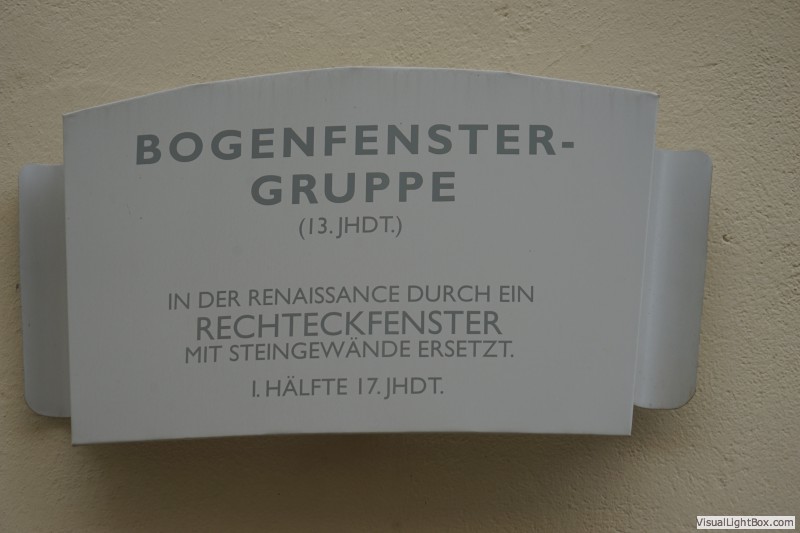 BOGENFENSTER-
GRUPPE
(13. JHDT.)
IN DER RENAISSANCE DURCH EIN
RECHTECKFENSTER
MIT STEINGEWÄNDE ERSETZT.
1. HÄLFTE 17. JHDT.
VisualLightBox.com